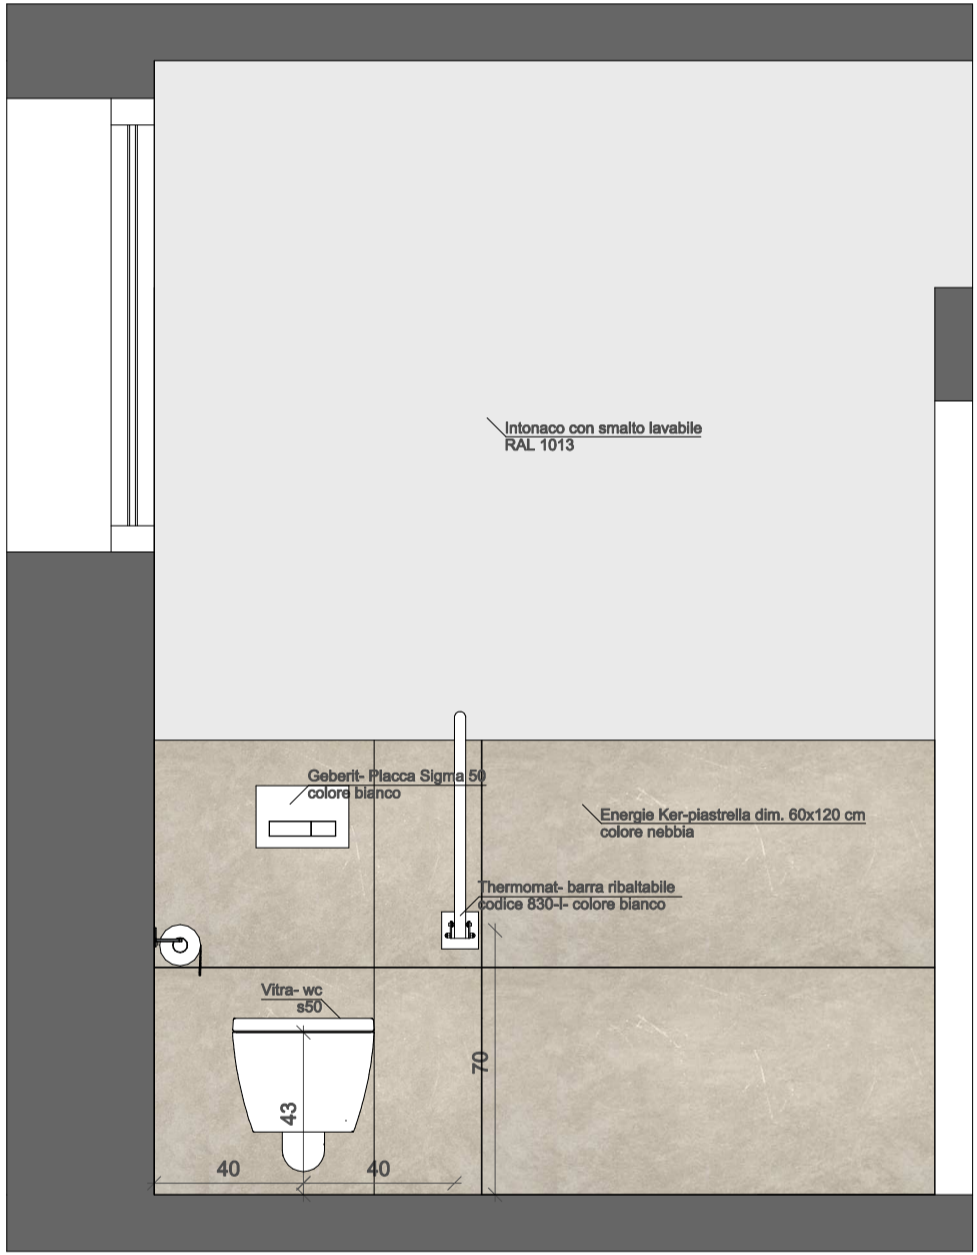 Intonaco con smalto lavabile
RAL 1013
Geberit- Placca Sigma 50
colore bianco
Energie Ker-piastrella dim. 60x120 cm
colore nebbia
Thermomat- barra ribaltabile
codice 830-I- colore bianco
Vitra- wc
s50
70
43
40
40